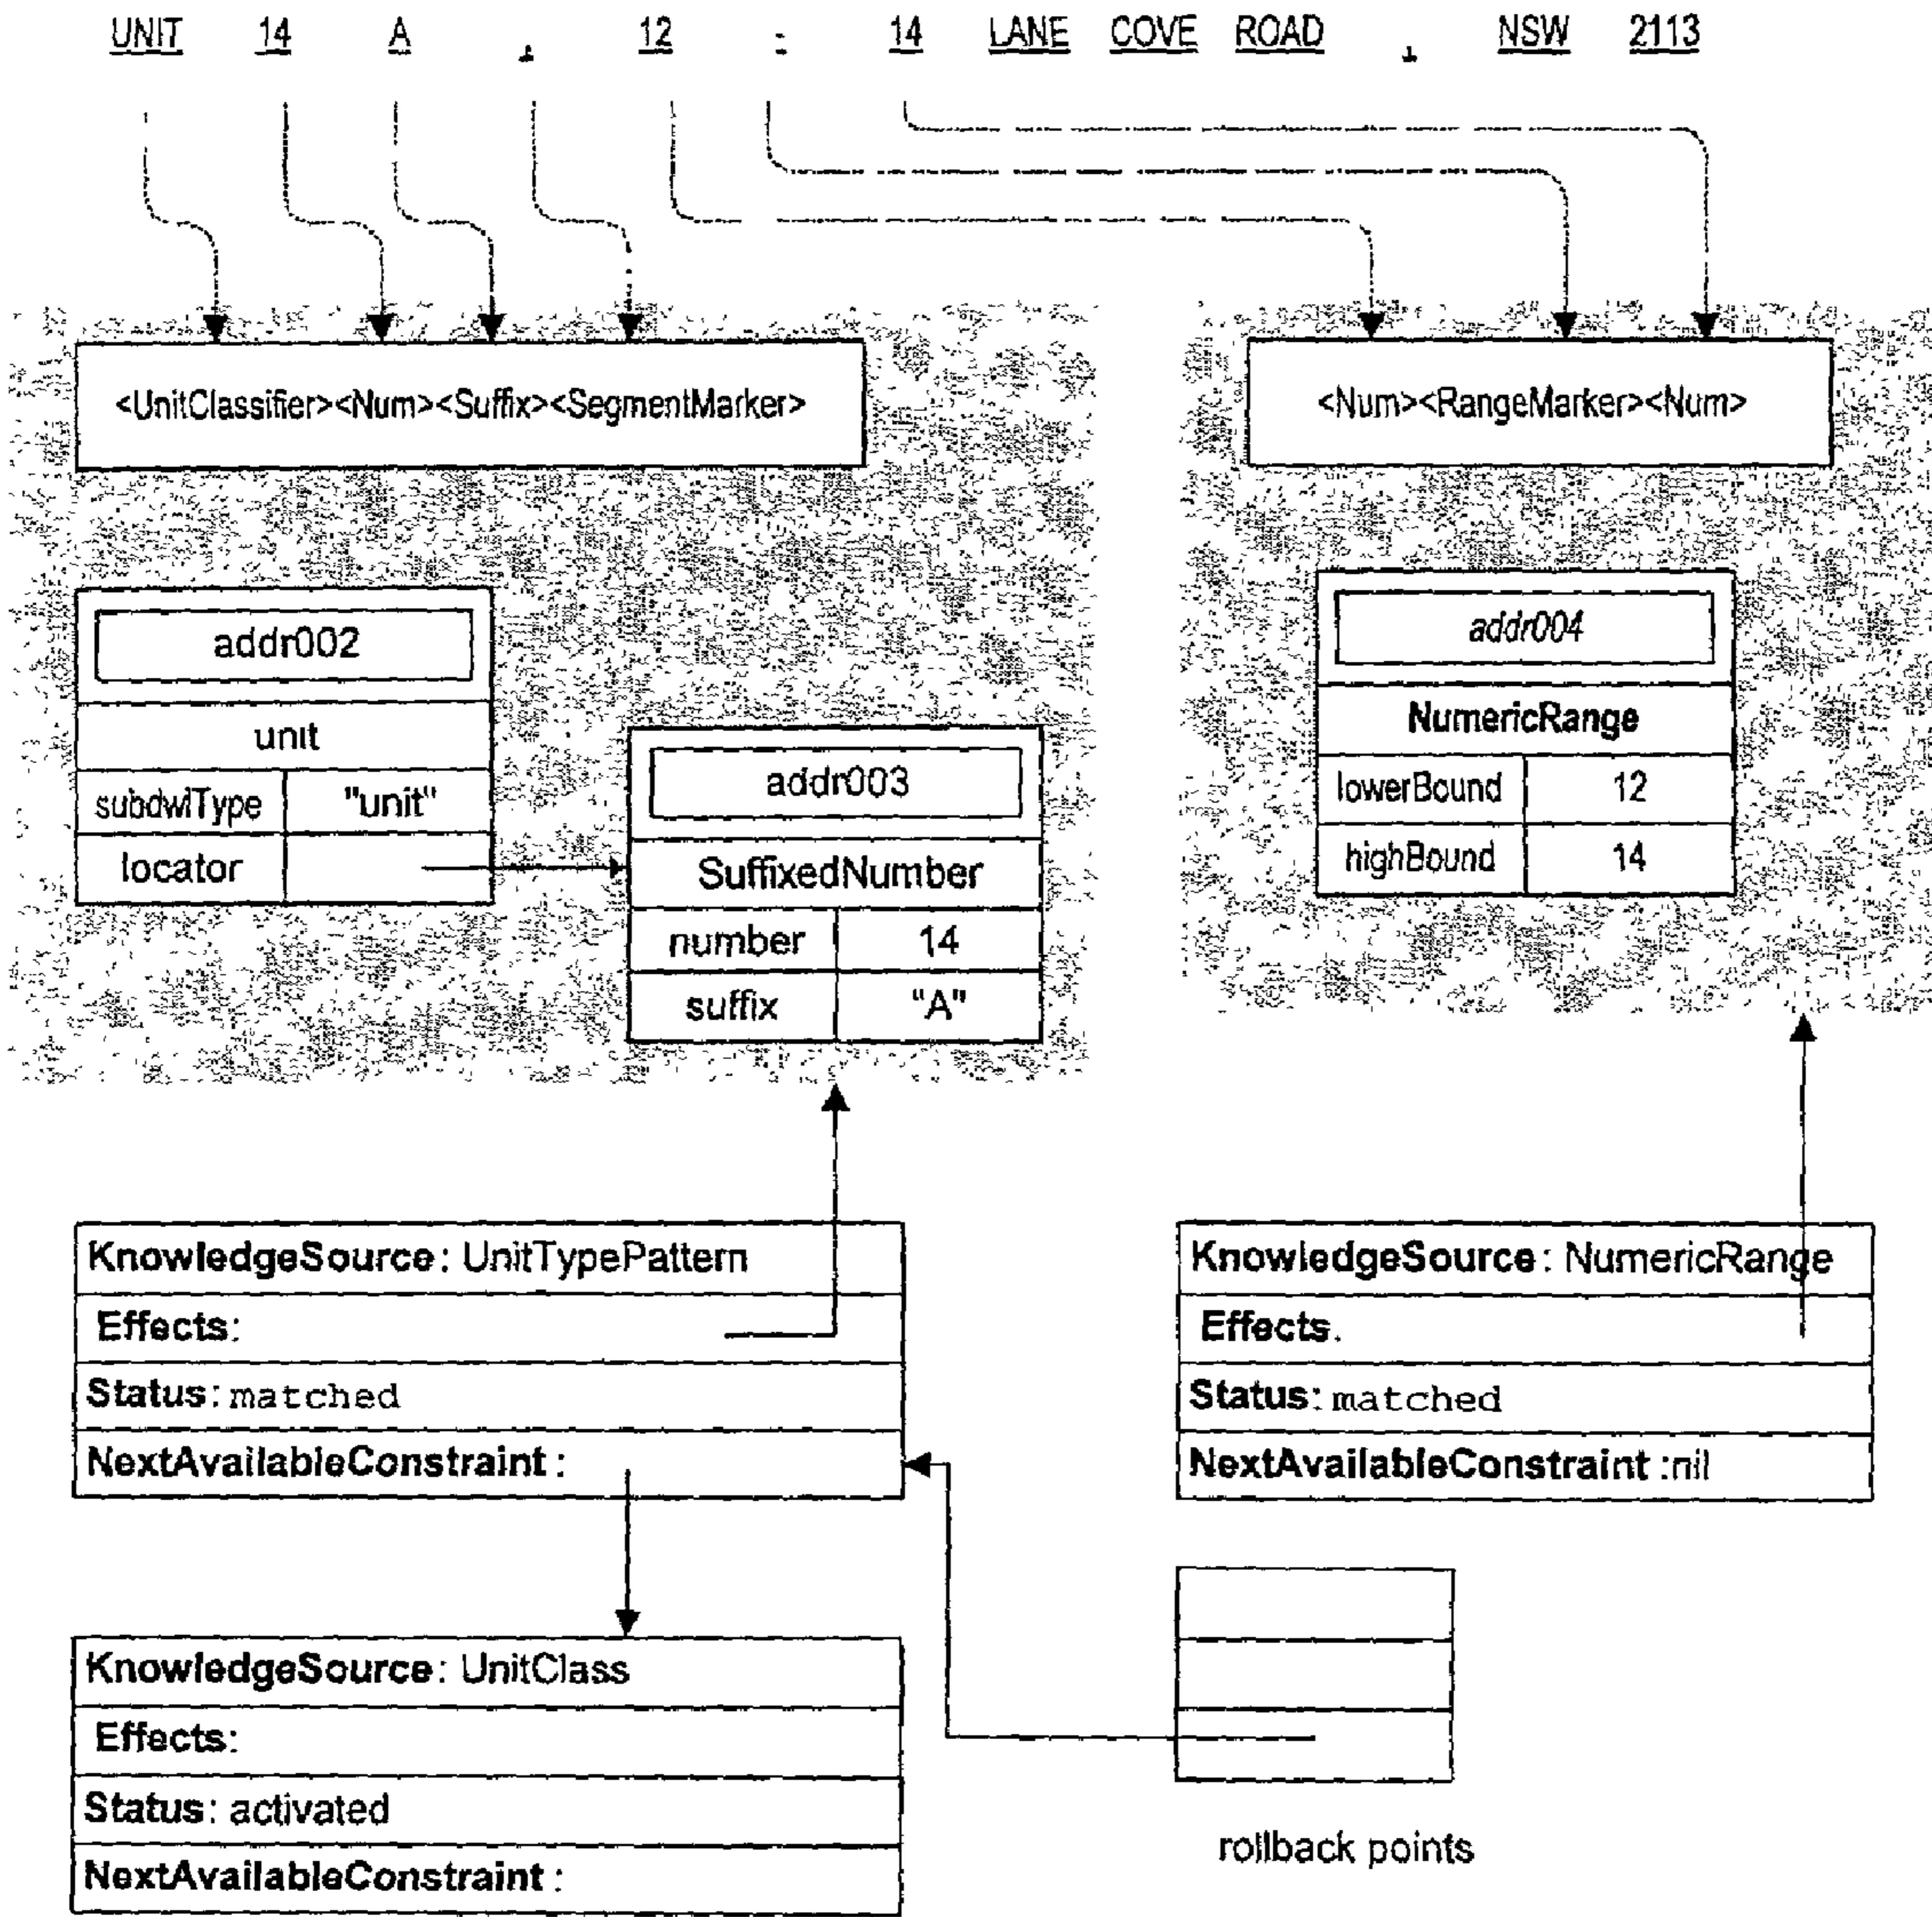 UNIT 14 A , 12 - 14 LANE COVE ROAD , NSW 2113
<UnitClassifier><Num><Suffix><SegmentMarker>
<Num><RangeMarker><Num>
addr002
unit
subdwlType "unit"
locator
addr003
SuffixedNumber
number 14
suffix "A"
addr004
NumericRange
lowerBound 12
highBound 14
KnowledgeSource: UnitTypePattern
Effects:
Status: matched
NextAvailableConstraint:
KnowledgeSource: NumericRange
Effects.
Status: matched
NextAvailableConstraint :nil
KnowledgeSource: UnitClass
Effects:
Status: activated
NextAvailableConstraint:
rollback points